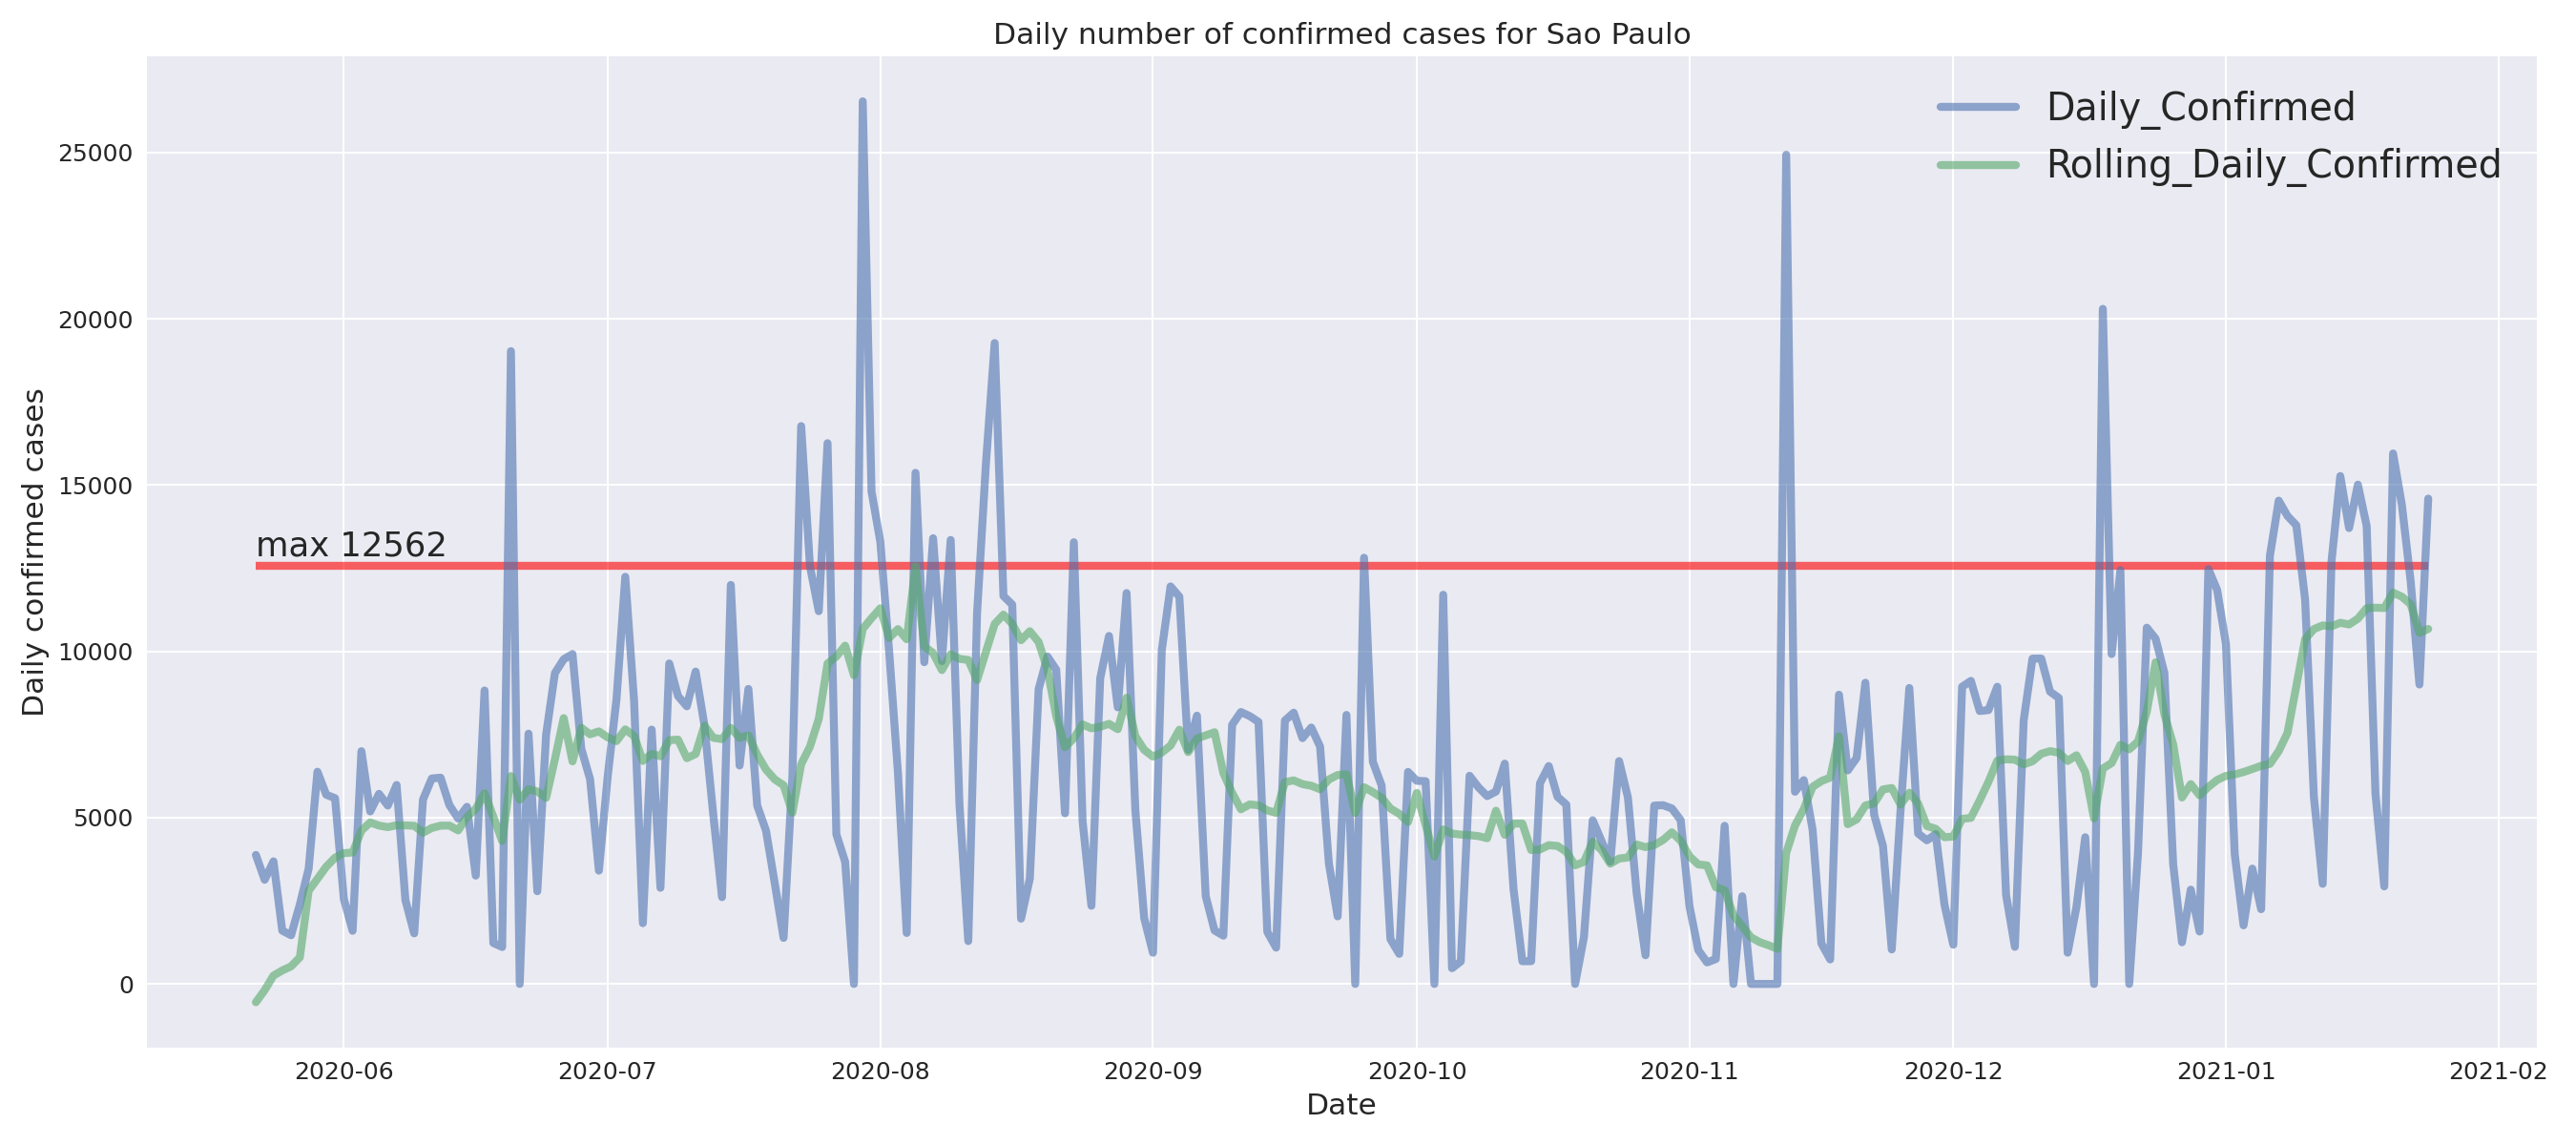 Daily number of confirmed cases for Sao Paulo
Daily_Confirmed
Rolling_Daily_Confirmed
25000
20000
15000
10000
5000
0
Daily confirmed cases
max 12562
2020-06 2020-07 2020-08 2020-09 2020-10 2020-11 2020-12 2021-01 2021-02
Date